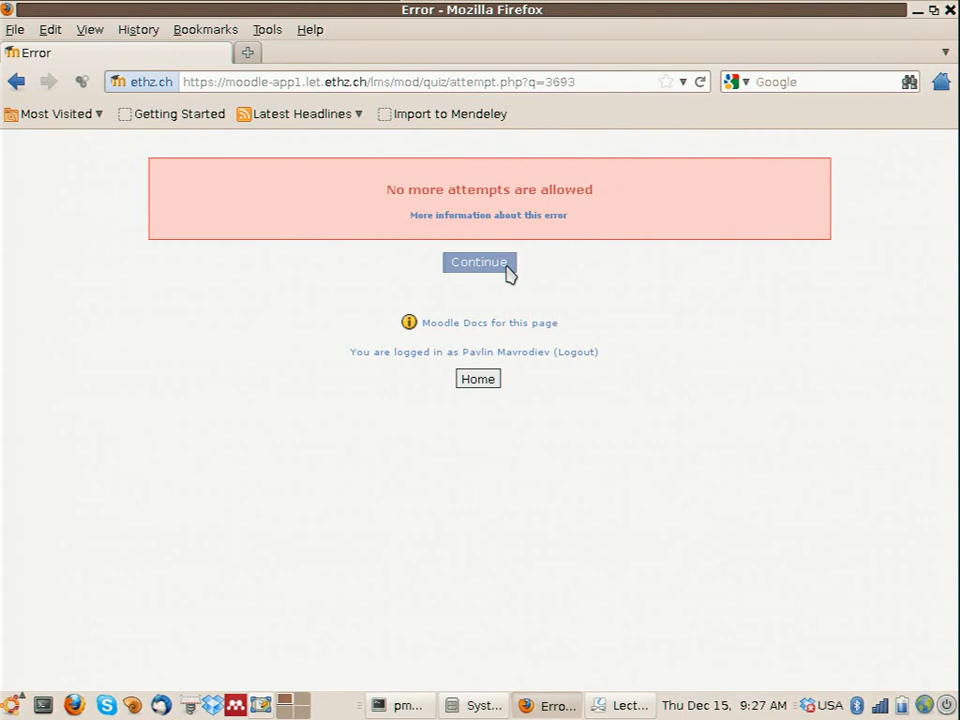 Error - Mozilla Firefox
File Edit View History Bookmarks Tools Help
Error
ethz.ch https://moodle-app1.let.ethz.ch/lms/mod/quiz/attempt.php?q=3693 Google
Most Visited Getting Started Latest Headlines Import to Mendeley
No more attempts are allowed
More information about this error
Continue
Moodle Docs for this page
You are logged in as Pavlin Mavrodiev (Logout)
Home
pm... Syst... Erro... Lect... Thu Dec 15, 9:27 AM USA